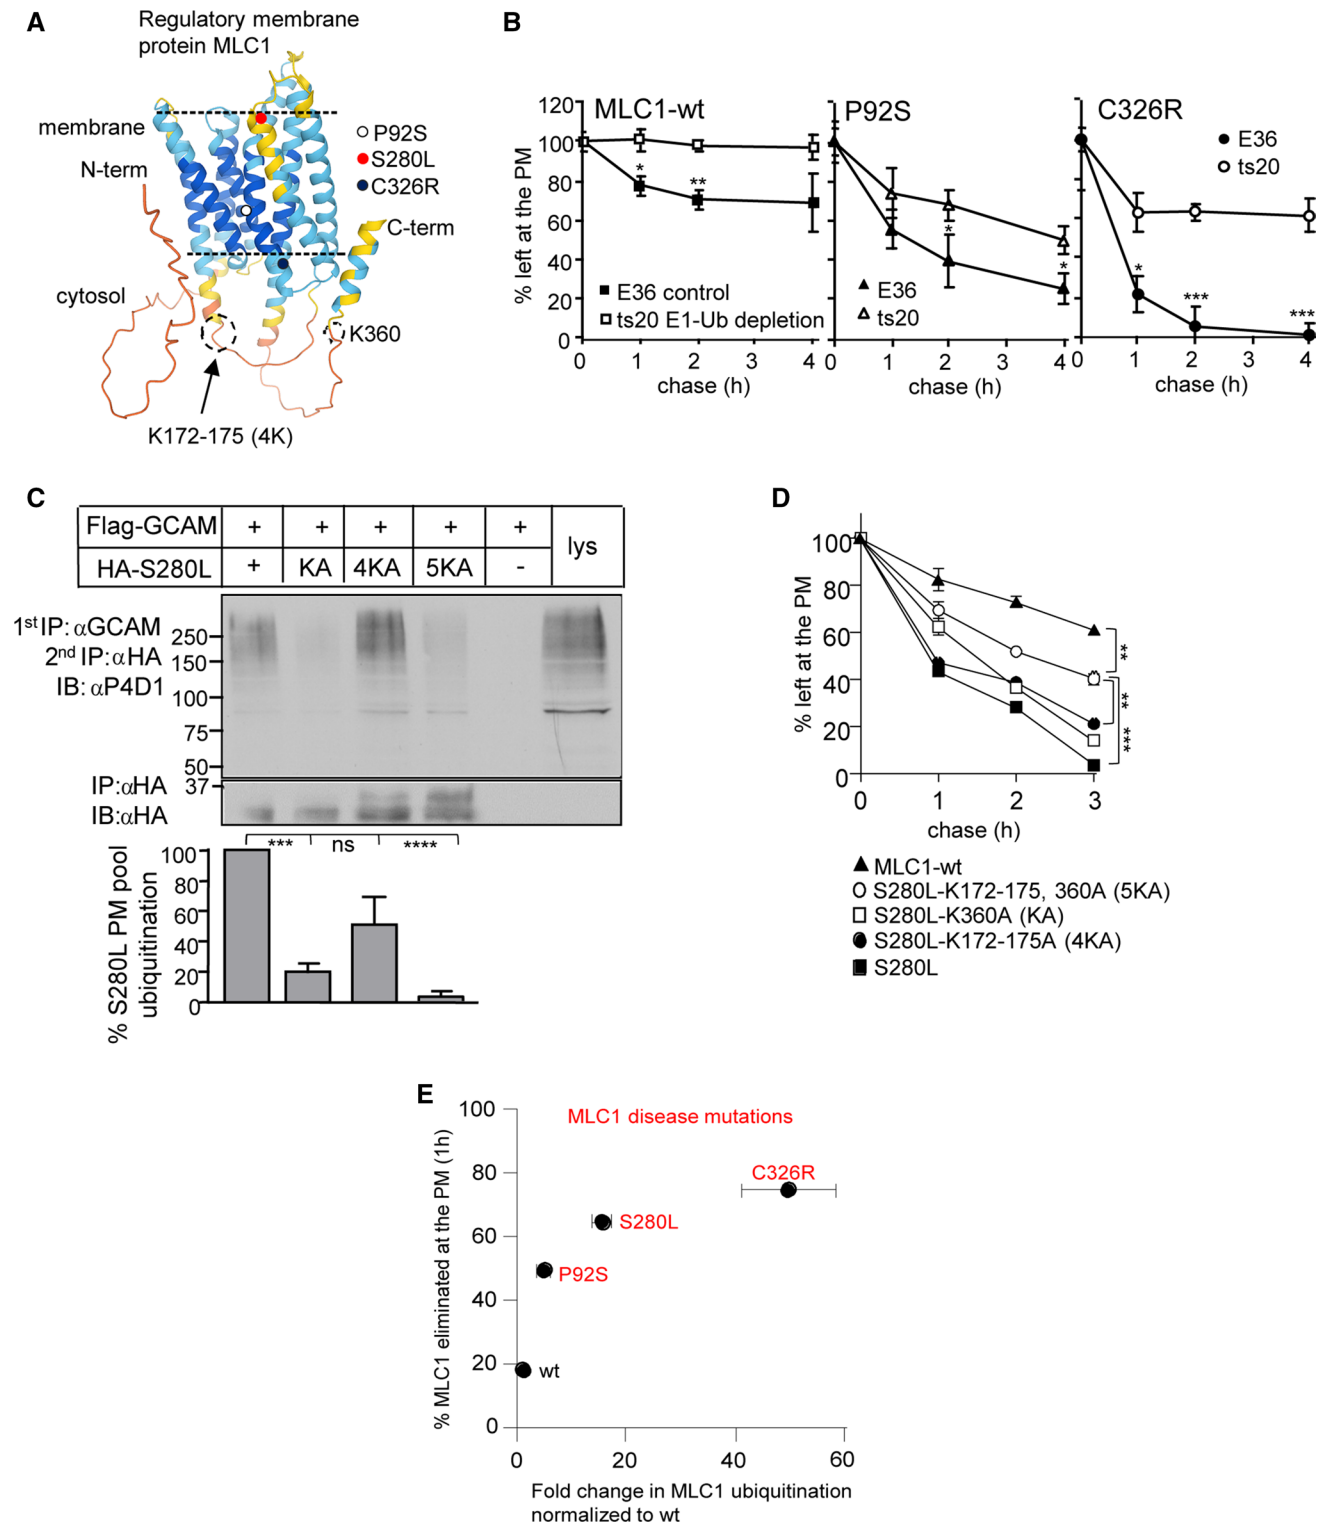 A
Regulatory membrane
protein MLC1
membrane
N-term
P92S
S280L
C326R
C-term
cytosol
K360
K172-175 (4K)
B
% left at the PM
120
100
80
60
40
20
0
MLC1-wt
*
**
E36 control
ts20 E1-Ub depletion
0 1 2 3 4
chase (h)
P92S
*
*
E36
ts20
0 1 2 3 4
chase (h)
C326R
E36
ts20
*
***
***
0 1 2 3 4
chase (h)
C
Flag-GCAM + + + + + lys
HA-S280L + KA 4KA 5KA -
1st IP: αGCAM
2nd IP: αHA
IB: αP4D1
250
150
100
75
50
37
IP:αHA
IB:αHA
*** ns ****
% S280L PM pool
ubiquitination
100
80
60
40
20
0
D
% left at the PM
100
80
60
40
20
0
**
**
***
0 1 2 3
chase (h)
MLC1-wt
S280L-K172-175, 360A (5KA)
S280L-K360A (KA)
S280L-K172-175A (4KA)
S280L
E
% MLC1 eliminated at the PM (1h)
100
80
60
40
20
0
MLC1 disease mutations
C326R
S280L
P92S
wt
0 20 40 60
Fold change in MLC1 ubiquitination
normalized to wt